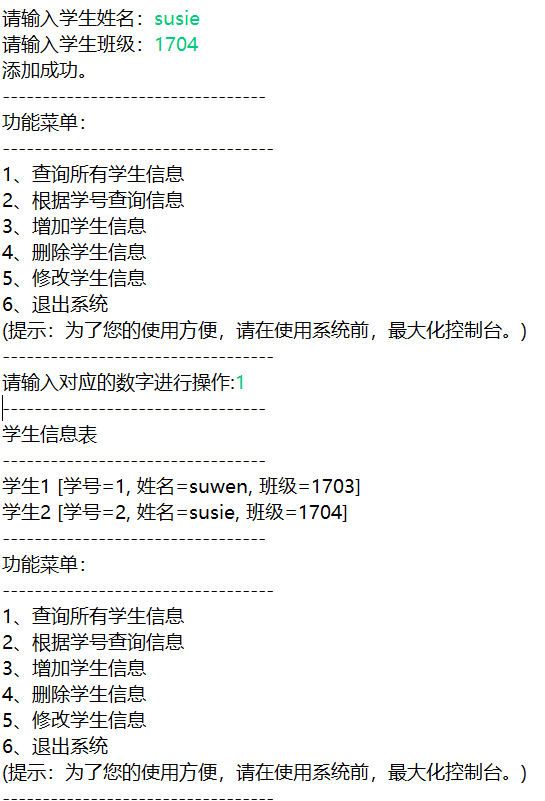 请输入学生姓名：susie
请输入学生班级：1704
添加成功。
---------------------------------
功能菜单：
----------------------------------
1、查询所有学生信息
2、根据学号查询信息
3、增加学生信息
4、删除学生信息
5、修改学生信息
6、退出系统
(提示：为了您的使用方便，请在使用系统前，最大化控制台。)
----------------------------------
请输入对应的数字进行操作:1
---------------------------------
学生信息表
---------------------------------
学生1 [学号=1, 姓名=suwen, 班级=1703]
学生2 [学号=2, 姓名=susie, 班级=1704]
---------------------------------
功能菜单：
----------------------------------
1、查询所有学生信息
2、根据学号查询信息
3、增加学生信息
4、删除学生信息
5、修改学生信息
6、退出系统
(提示：为了您的使用方便，请在使用系统前，最大化控制台。)
----------------------------------